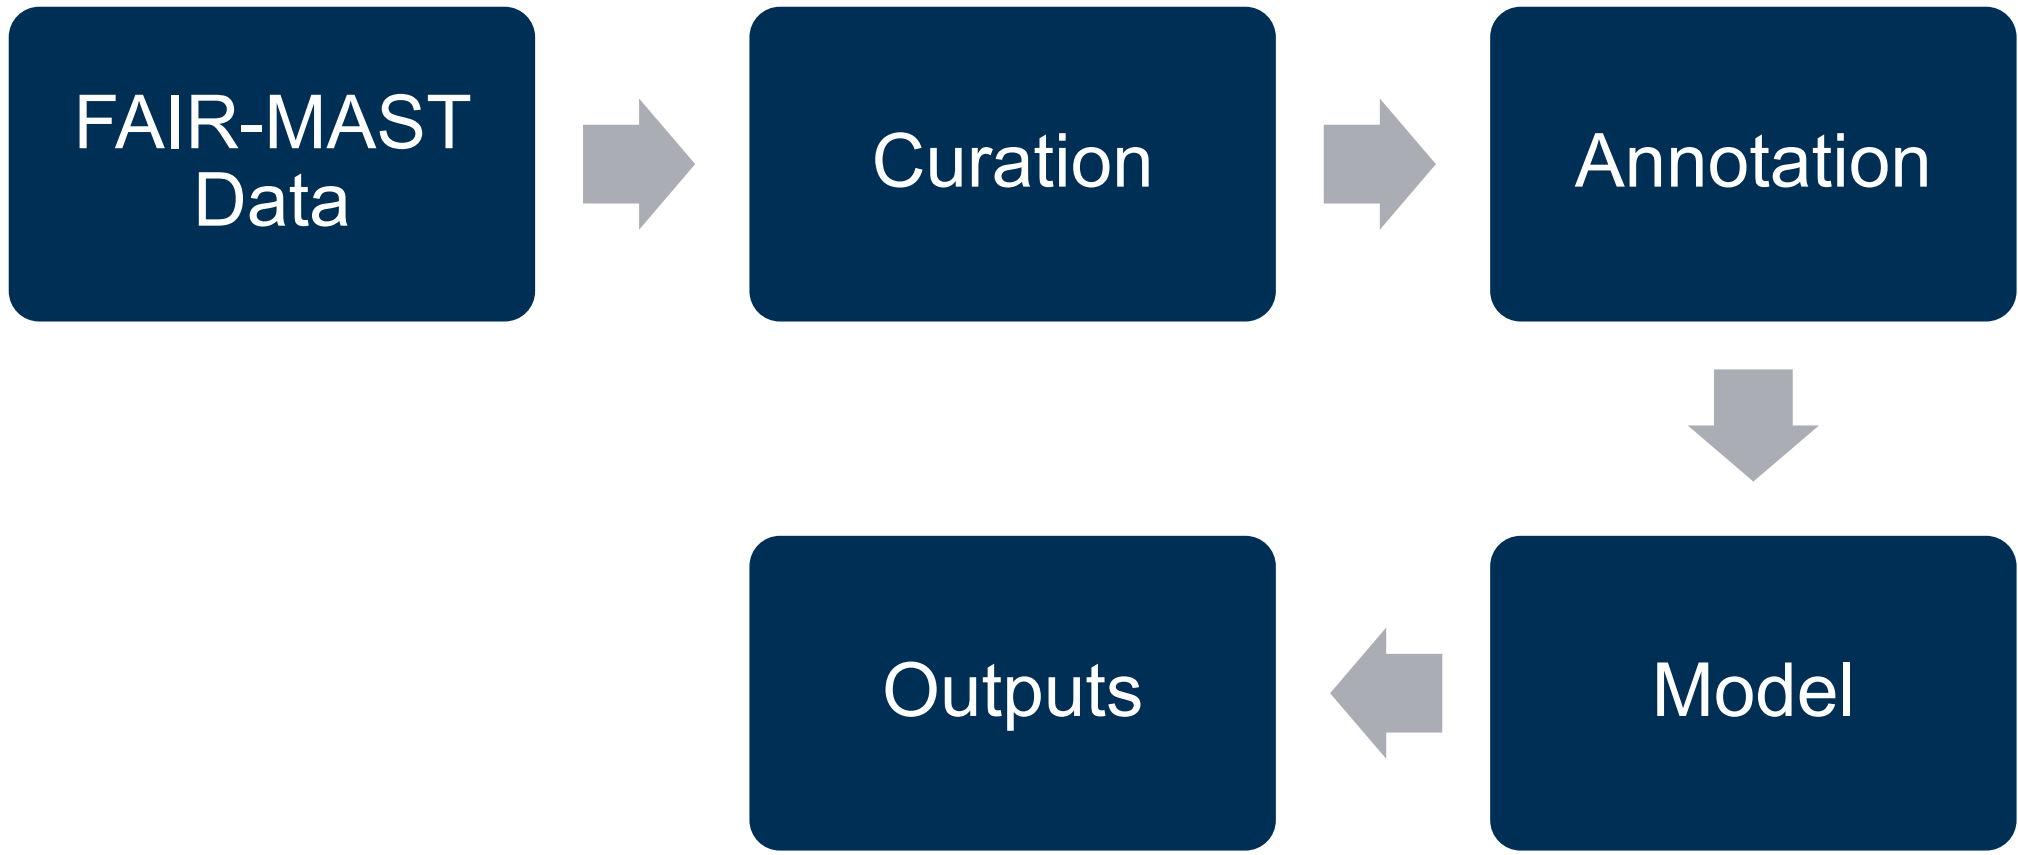 FAIR-MAST
Data
Curation
Annotation
Model
Outputs